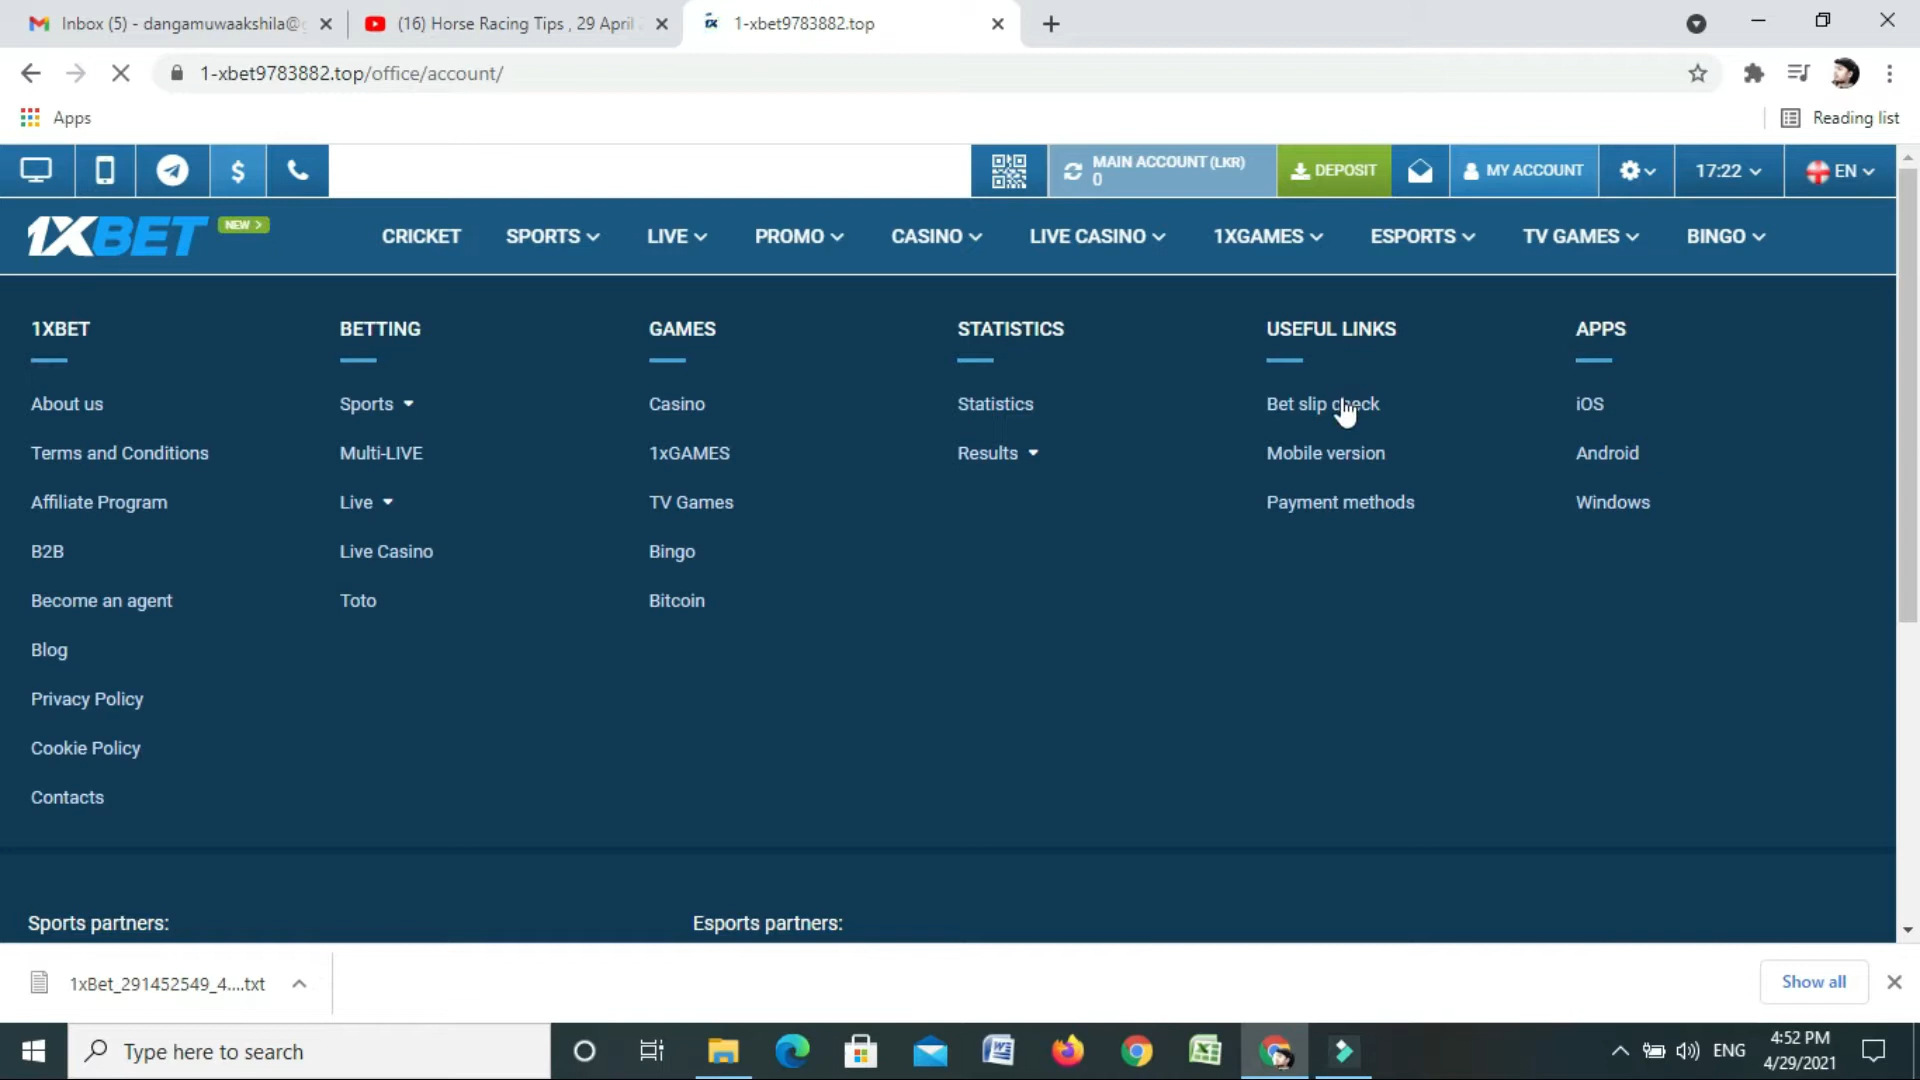 Inbox (5) - dangamuwaakshila@g
(16) Horse Racing Tips , 29 April 2
1-xbet9783882.top
1-xbet9783882.top/office/account/
Apps
Reading list
$
MAIN ACCOUNT (LKR)
0
DEPOSIT
MY ACCOUNT
17:22
EN
1XBET
NEW >
CRICKET
SPORTS
LIVE
PROMO
CASINO
LIVE CASINO
1XGAMES
ESPORTS
TV GAMES
BINGO
1XBET
About us
Terms and Conditions
Affiliate Program
B2B
Become an agent
Blog
Privacy Policy
Cookie Policy
Contacts
BETTING
Sports
Multi-LIVE
Live
Live Casino
Toto
GAMES
Casino
1xGAMES
TV Games
Bingo
Bitcoin
STATISTICS
Statistics
Results
USEFUL LINKS
Bet slip check
Mobile version
Payment methods
APPS
iOS
Android
Windows
Sports partners:
Esports partners:
1xBet_291452549_4....txt
Show all
Type here to search
ENG
4:52 PM
4/29/2021